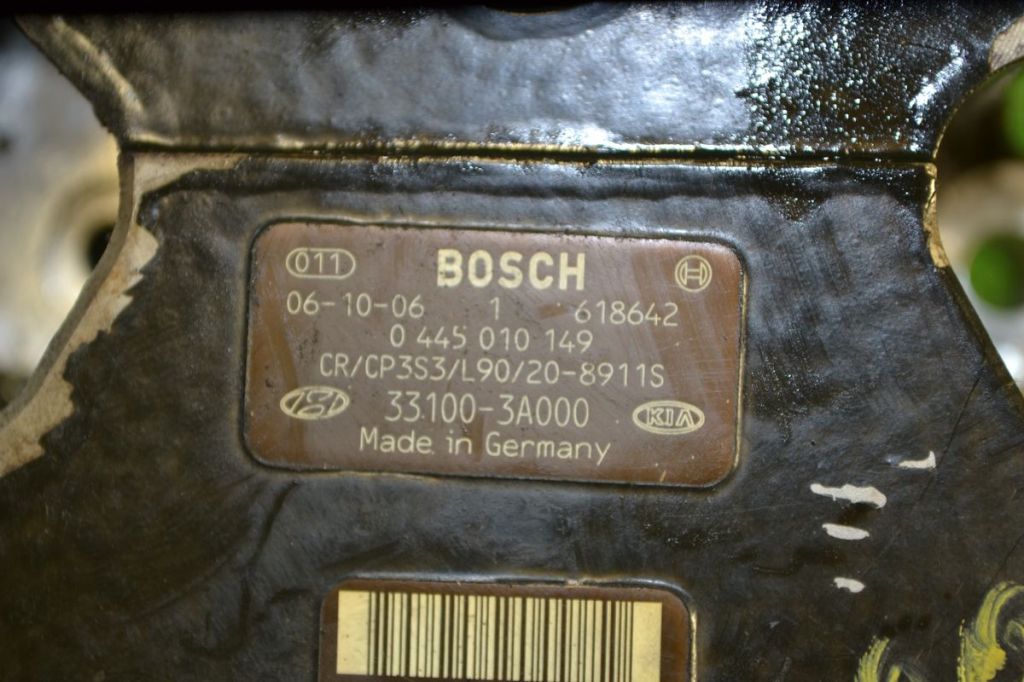 011 BOSCH
06-10-06 1 618642
0 445 010 149
CR/CP3S3/L90/20-8911S
33100-3A000 KIA
Made in Germany